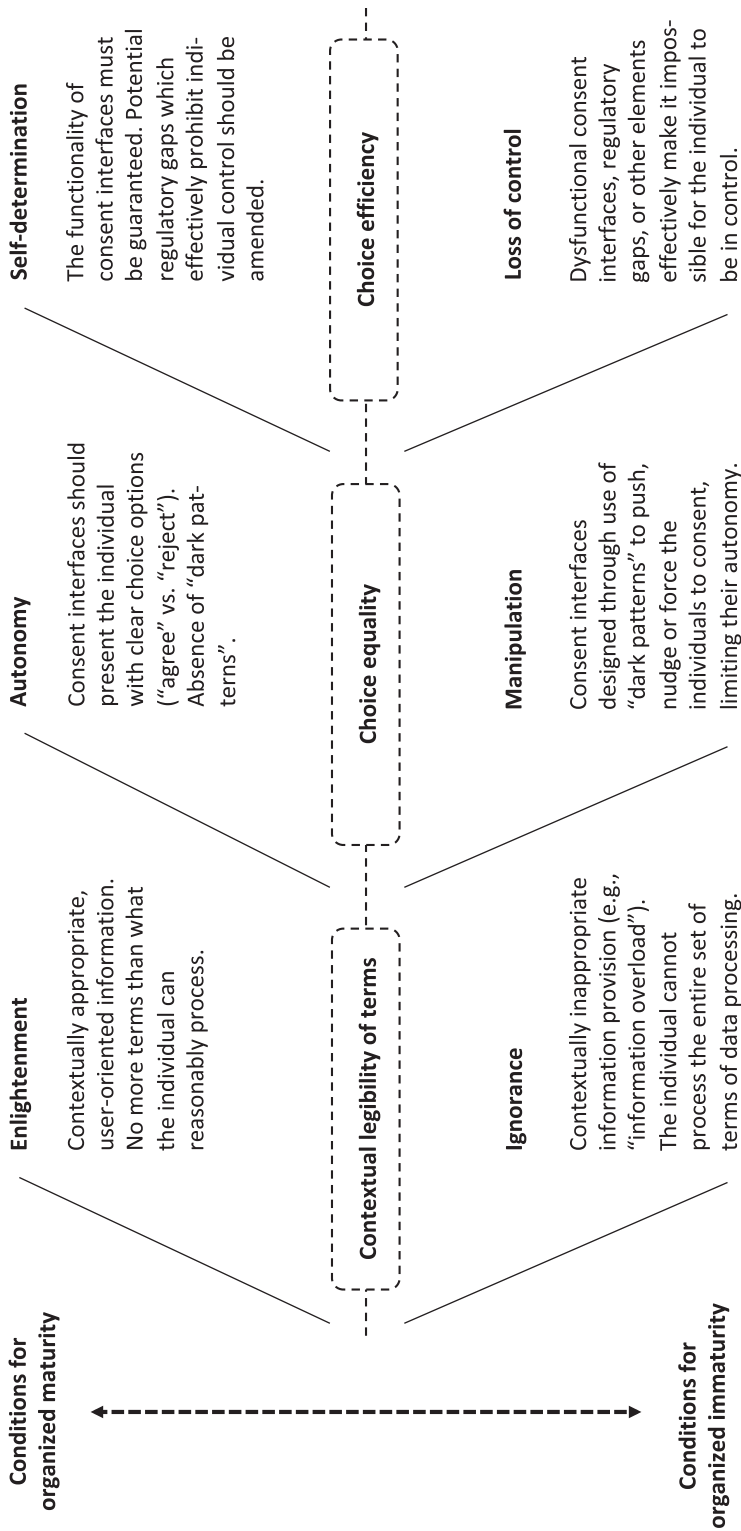 Conditions for
organized maturity
Enlightenment
Contextually appropriate,
user-oriented information.
No more terms than what
the individual can
reasonably process.
Autonomy
Consent interfaces should
present the individual
with clear choice options
(“agree” vs. “reject”).
Absence of “dark pat-
terns”.
Self-determination
The functionality of
consent interfaces must
be guaranteed. Potential
regulatory gaps which
effectively prohibit indi-
vidual control should be
amended.
Contextual legibility of terms
Choice equality
Choice efficiency
Conditions for
organized immaturity
Ignorance
Contextually inappropriate
information provision (e.g.,
“information overload”).
The individual cannot
process the entire set of
terms of data processing.
Manipulation
Consent interfaces
designed through use of
“dark patterns” to push,
nudge or force the
individuals to consent,
limiting their autonomy.
Loss of control
Dysfunctional consent
interfaces, regulatory
gaps, or other elements
effectively make it impos-
sible for the individual to
be in control.